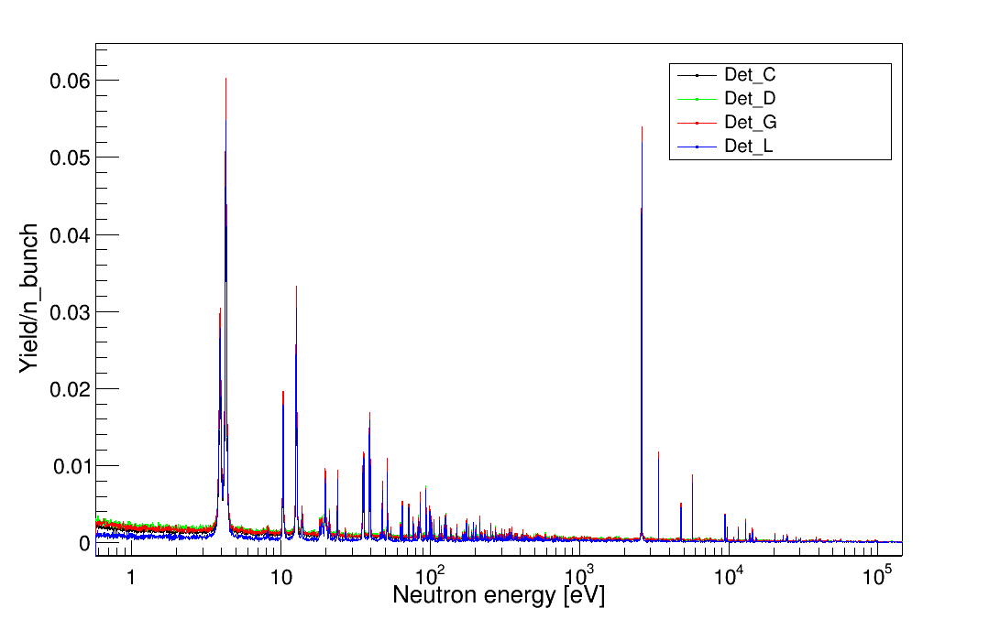 Yield/n_bunch
0.06
0.05
0.04
0.03
0.02
0.01
0
Det_C
Det_D
Det_G
Det_L
1 10 10² 10³ 10⁴ 10⁵
Neutron energy [eV]